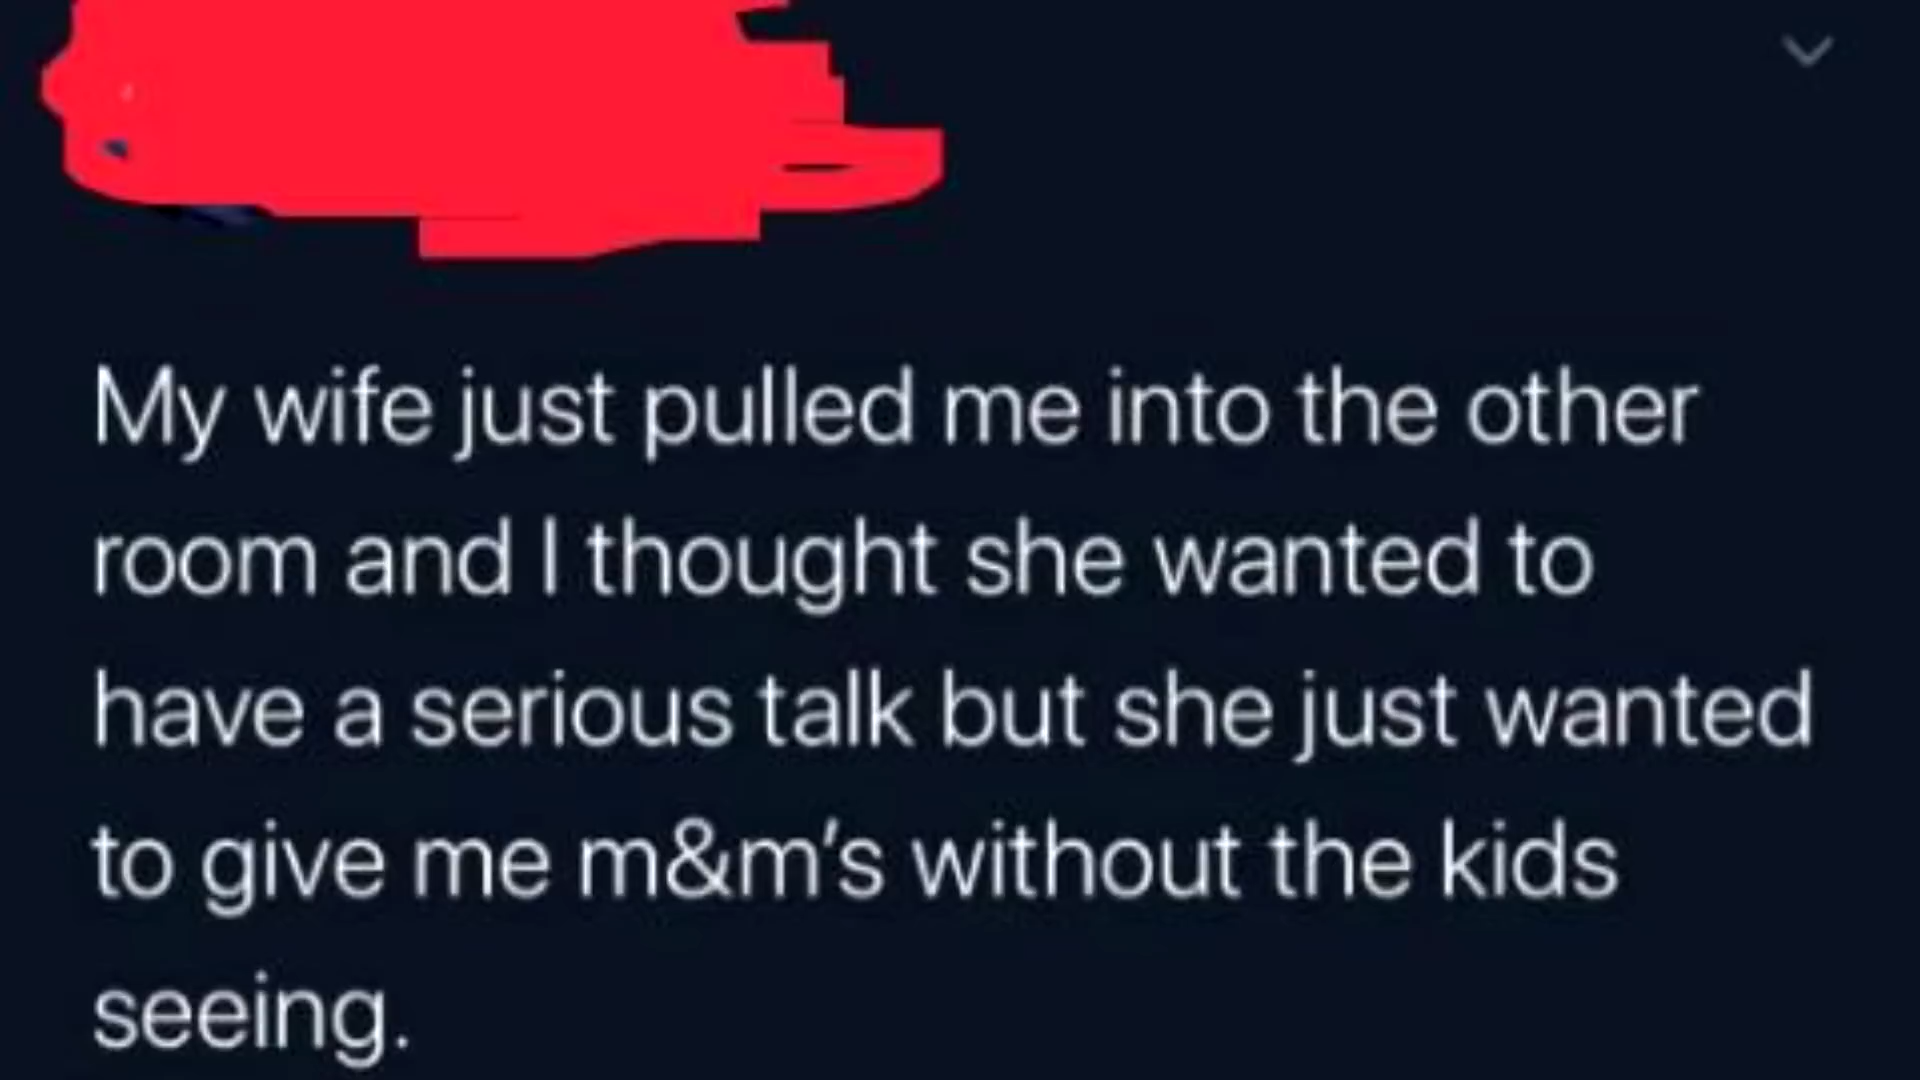 My wife just pulled me into the other
room and I thought she wanted to
have a serious talk but she just wanted
to give me m&m's without the kids
seeing.